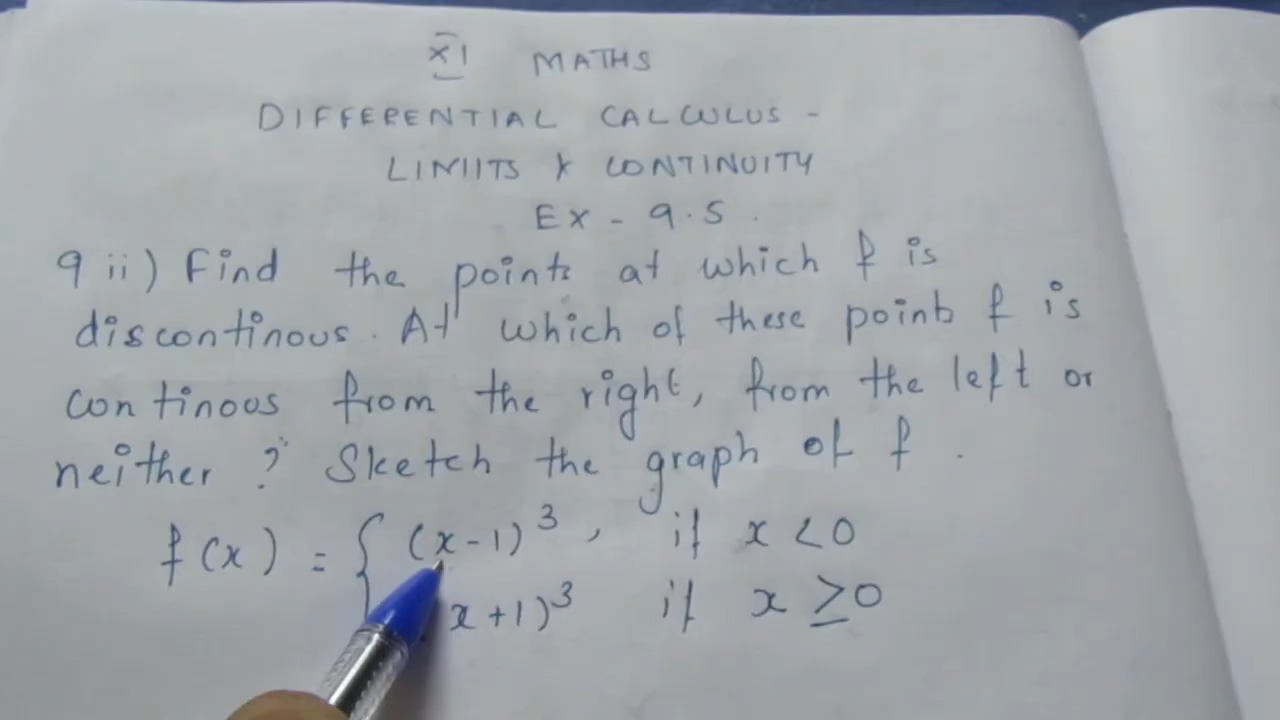 XI MATHS
DIFFERENTIAL CALCULUS -
LIMITS & CONTINUITY
EX - 9.5.
9 ii) Find the points at which f is
discontinous. At which of these points f is
continous from the right, from the left or
neither? Sketch the graph of f.
f(x) = { (x-1)³, if x < 0
x+1)³ if x ≥ 0